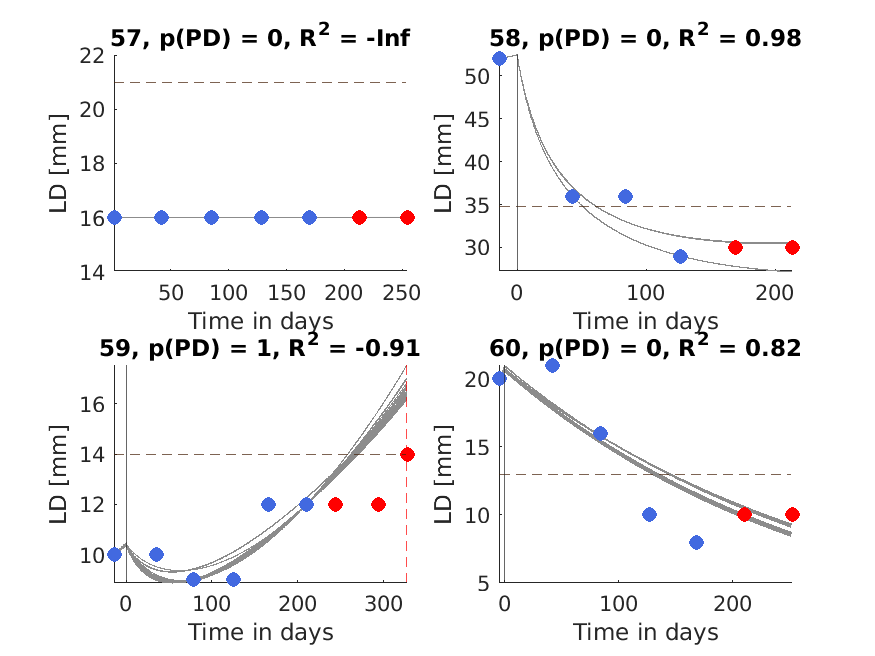 57, p(PD) = 0, R² = -Inf
22
20
18
16
14
LD [mm]
50
100
150
200
250
Time in days
58, p(PD) = 0, R² = 0.98
50
45
40
35
30
LD [mm]
0
100
200
Time in days
59, p(PD) = 1, R² = -0.91
16
14
12
10
LD [mm]
0
100
200
300
Time in days
60, p(PD) = 0, R² = 0.82
20
15
10
5
LD [mm]
0
100
200
Time in days